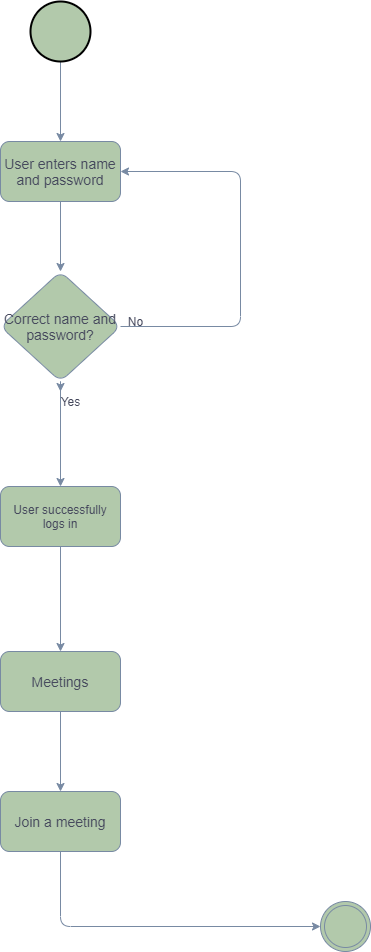 User enters name
and password
Correct name and
password?
No
Yes
User successfully
logs in
Meetings
Join a meeting